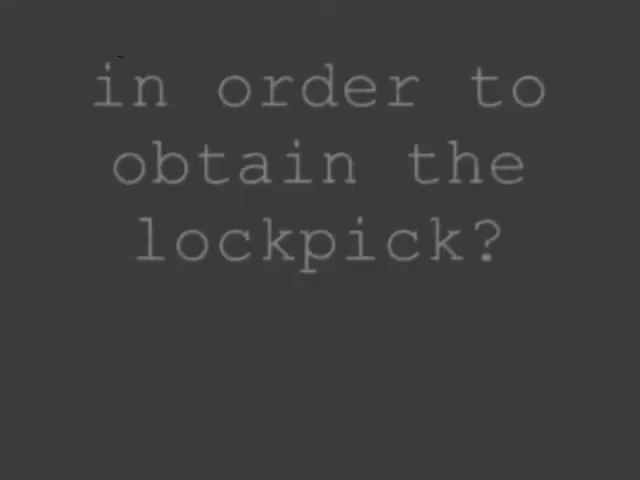 in order to
obtain the
lockpick?